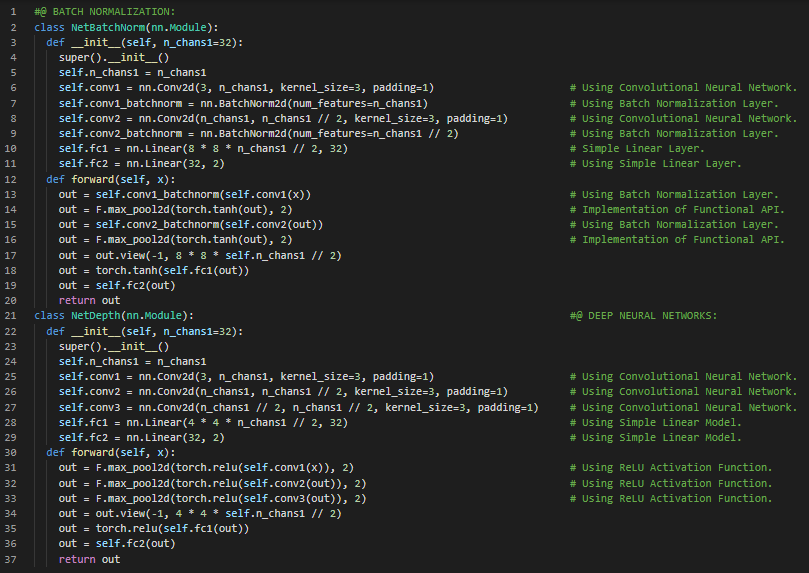 1 #@ BATCH NORMALIZATION:
2 class NetBatchNorm(nn.Module):
3   def __init__(self, n_chans1=32):
4     super().__init__()
5     self.n_chans1 = n_chans1
6     self.conv1 = nn.Conv2d(3, n_chans1, kernel_size=3, padding=1) # Using Convolutional Neural Network.
7     self.conv1_batchnorm = nn.BatchNorm2d(num_features=n_chans1) # Using Batch Normalization Layer.
8     self.conv2 = nn.Conv2d(n_chans1, n_chans1 // 2, kernel_size=3, padding=1) # Using Convolutional Neural Network.
9     self.conv2_batchnorm = nn.BatchNorm2d(num_features=n_chans1 // 2) # Using Batch Normalization Layer.
10     self.fc1 = nn.Linear(8 * 8 * n_chans1 // 2, 32) # Simple Linear Layer.
11     self.fc2 = nn.Linear(32, 2) # Using Simple Linear Layer.
12   def forward(self, x):
13     out = self.conv1_batchnorm(self.conv1(x)) # Using Batch Normalization Layer.
14     out = F.max_pool2d(torch.tanh(out), 2) # Implementation of Functional API.
15     out = self.conv2_batchnorm(self.conv2(out)) # Using Batch Normalization Layer.
16     out = F.max_pool2d(torch.tanh(out), 2) # Implementation of Functional API.
17     out = out.view(-1, 8 * 8 * self.n_chans1 // 2)
18     out = torch.tanh(self.fc1(out))
19     out = self.fc2(out)
20     return out
21 class NetDepth(nn.Module): #@ DEEP NEURAL NETWORKS:
22   def __init__(self, n_chans1=32):
23     super().__init__()
24     self.n_chans1 = n_chans1
25     self.conv1 = nn.Conv2d(3, n_chans1, kernel_size=3, padding=1) # Using Convolutional Neural Network.
26     self.conv2 = nn.Conv2d(n_chans1, n_chans1 // 2, kernel_size=3, padding=1) # Using Convolutional Neural Network.
27     self.conv3 = nn.Conv2d(n_chans1 // 2, n_chans1 // 2, kernel_size=3, padding=1) # Using Convolutional Neural Network.
28     self.fc1 = nn.Linear(4 * 4 * n_chans1 // 2, 32) # Using Simple Linear Model.
29     self.fc2 = nn.Linear(32, 2) # Using Simple Linear Model.
30   def forward(self, x):
31     out = F.max_pool2d(torch.relu(self.conv1(x)), 2) # Using ReLU Activation Function.
32     out = F.max_pool2d(torch.relu(self.conv2(out)), 2) # Using ReLU Activation Function.
33     out = F.max_pool2d(torch.relu(self.conv3(out)), 2) # Using ReLU Activation Function.
34     out = out.view(-1, 4 * 4 * self.n_chans1 // 2)
35     out = torch.relu(self.fc1(out))
36     out = self.fc2(out)
37     return out